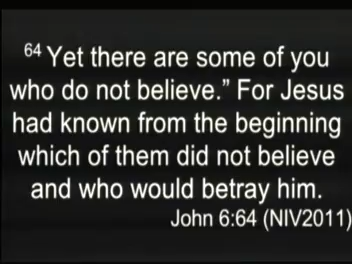 64 Yet there are some of you
who do not believe.” For Jesus
had known from the beginning
which of them did not believe
and who would betray him.
John 6:64 (NIV2011)